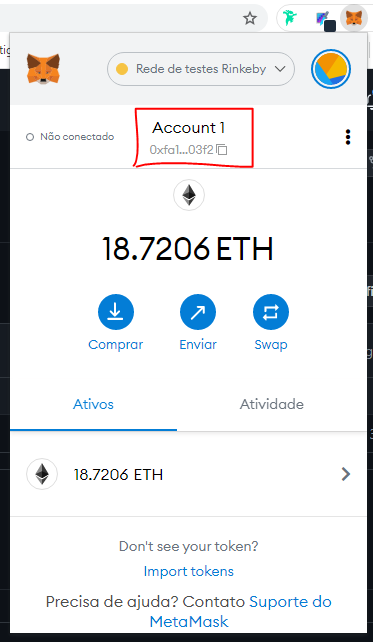 Rede de testes Rinkeby
Não conectado
Account 1
0xfa1...03f2
18.7206 ETH
Comprar
Enviar
Swap
Ativos
Atividade
18.7206 ETH
Don't see your token?
Import tokens
Precisa de ajuda? Contato Suporte do
MetaMask